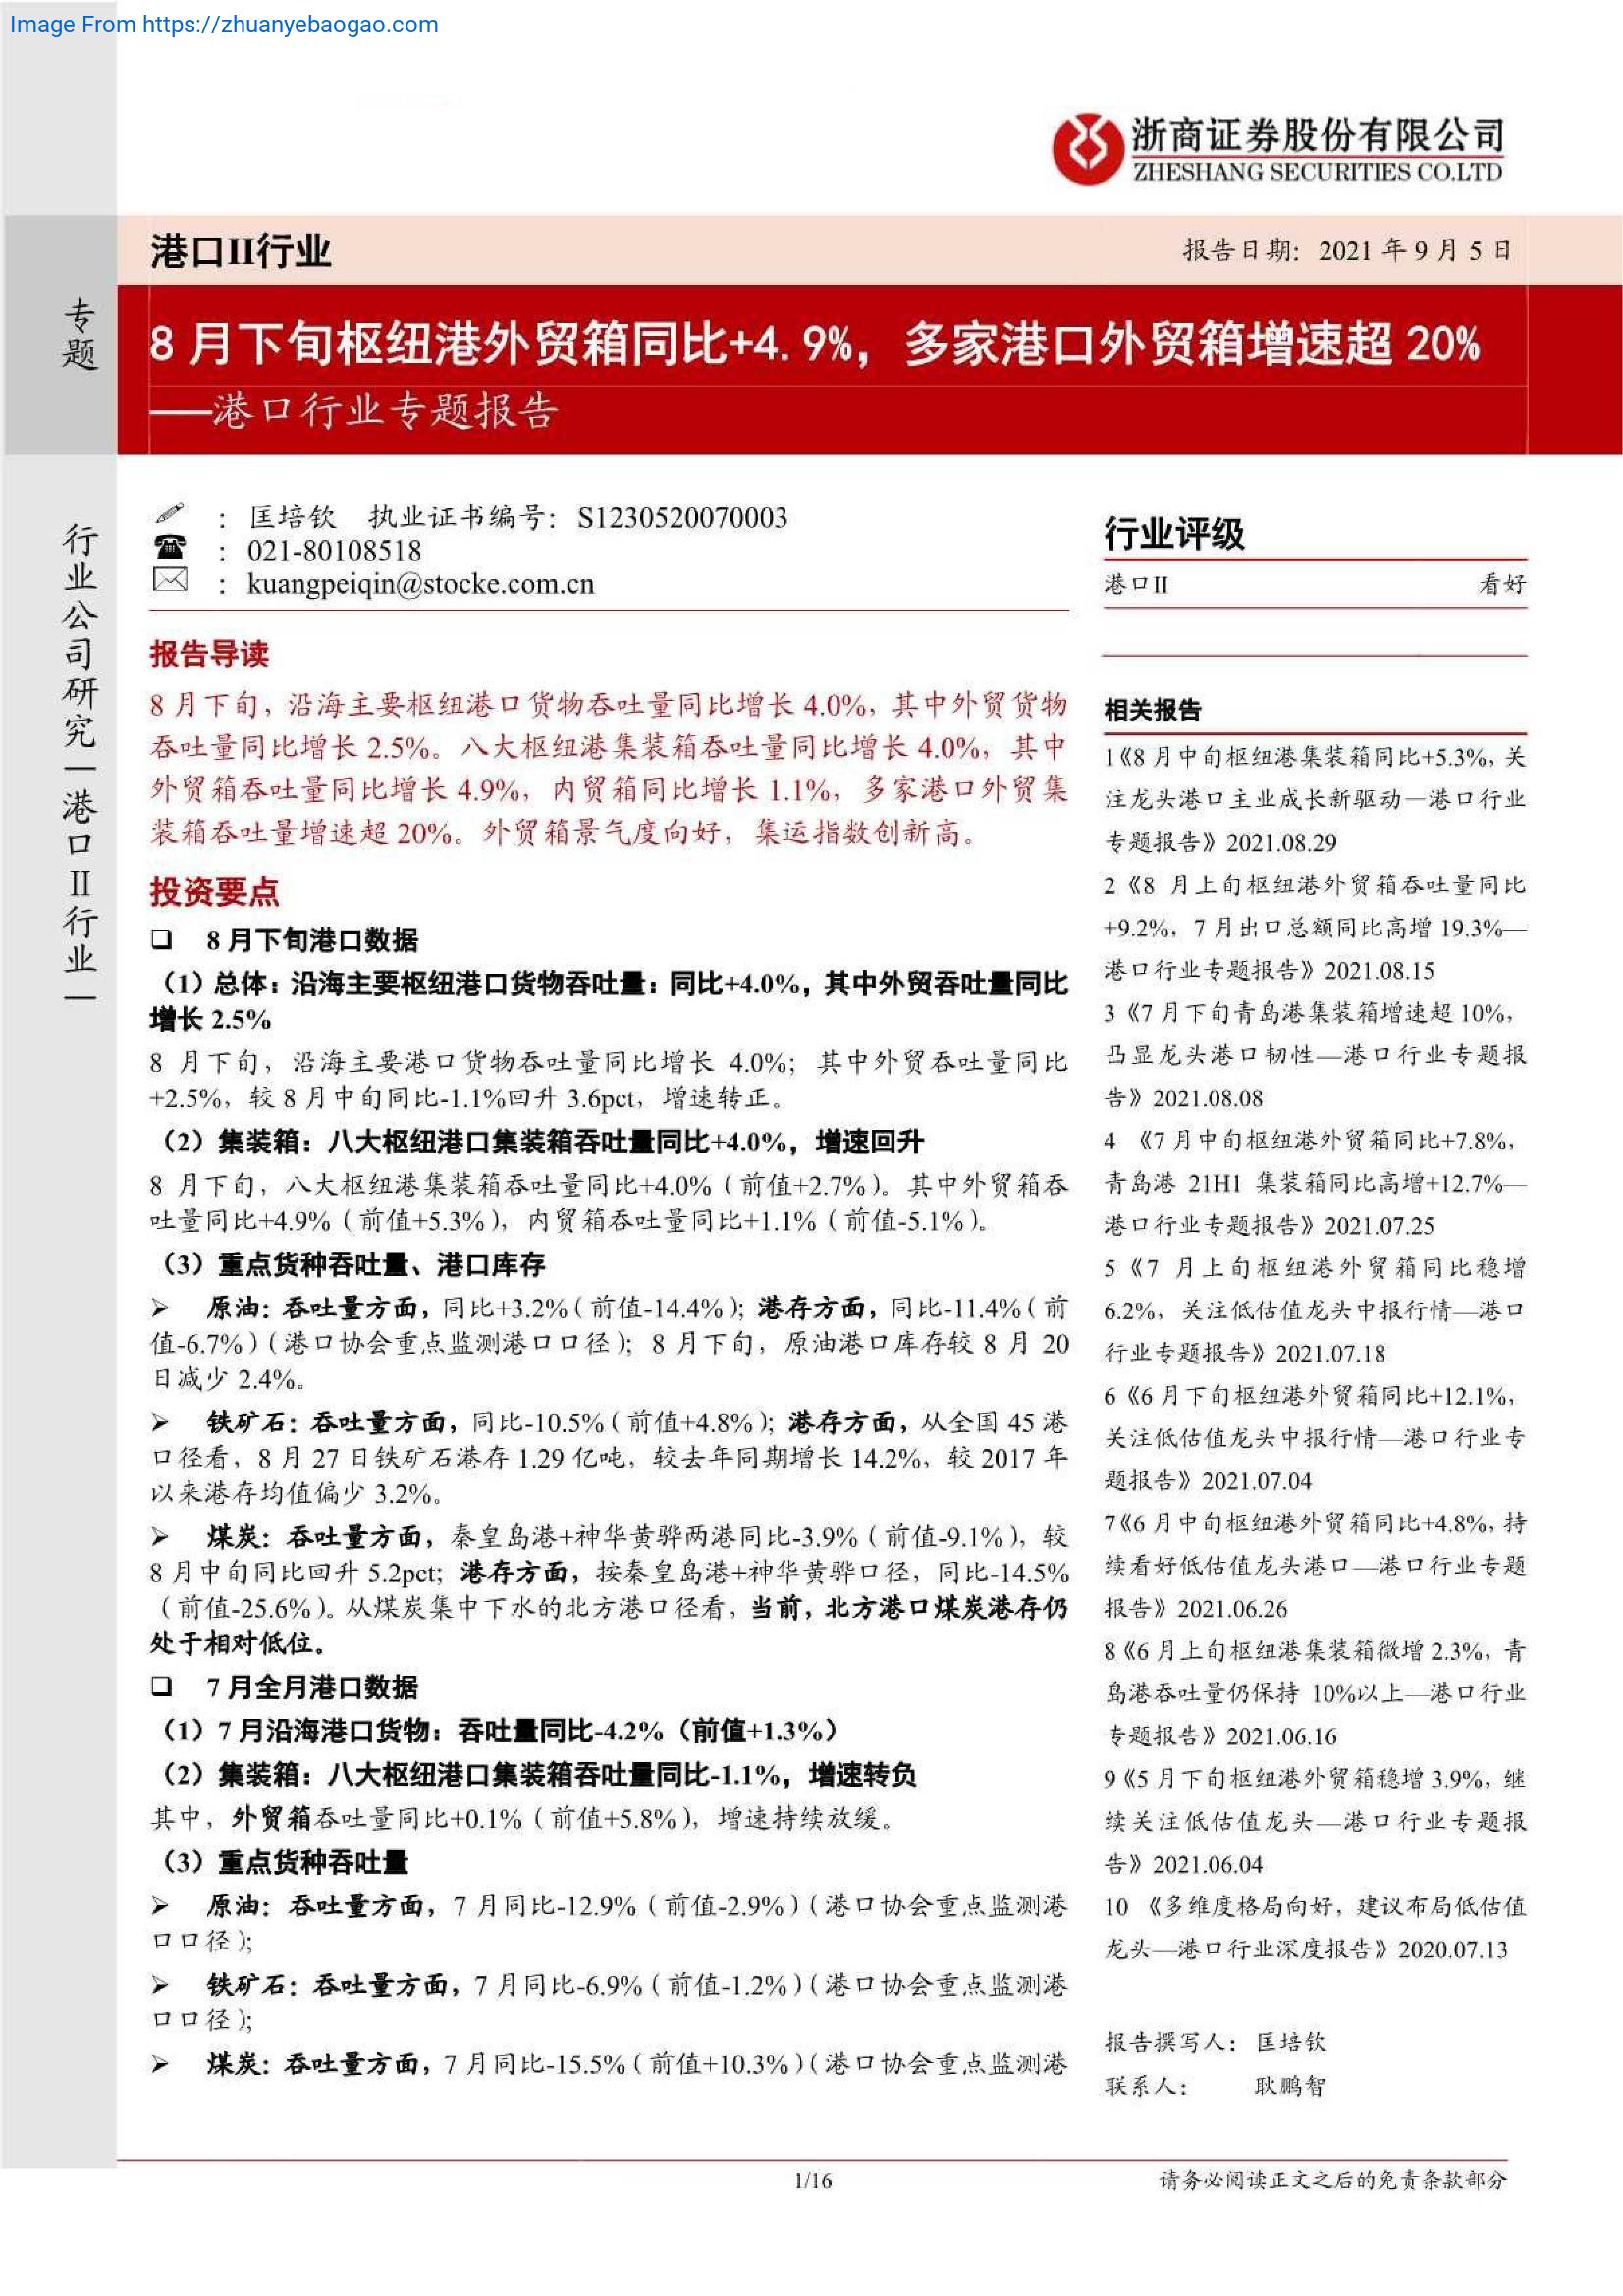 Image From https://zhuanyebaogao.com
浙商证券股份有限公司
ZHESHANG SECURITIES CO.LTD
港口II行业
报告日期：2021 年 9 月 5 日
专题
8 月下旬枢纽港外贸箱同比+4.9%，多家港口外贸箱增速超 20%
——港口行业专题报告
行业公司研究—港口II行业—
：匡培钦 执业证书编号：S1230520070003
：021-80108518
：kuangpeiqin@stocke.com.cn
报告导读
8 月下旬，沿海主要枢纽港口货物吞吐量同比增长 4.0%，其中外贸货物
吞吐量同比增长 2.5%。八大枢纽港集装箱吞吐量同比增长 4.0%，其中
外贸箱吞吐量同比增长 4.9%，内贸箱同比增长 1.1%，多家港口外贸集
装箱吞吐量增速超 20%。外贸箱景气度向好，集运指数创新高。
投资要点
❑ 8 月下旬港口数据
（1）总体：沿海主要枢纽港口货物吞吐量：同比+4.0%，其中外贸吞吐量同比
增长 2.5%
8 月下旬，沿海主要港口货物吞吐量同比增长 4.0%；其中外贸吞吐量同比
+2.5%，较 8 月中旬同比-1.1%回升 3.6pct，增速转正。
（2）集装箱：八大枢纽港口集装箱吞吐量同比+4.0%，增速回升
8 月下旬，八大枢纽港集装箱吞吐量同比+4.0%（前值+2.7%）。其中外贸箱吞
吐量同比+4.9%（前值+5.3%），内贸箱吞吐量同比+1.1%（前值-5.1%）。
（3）重点货种吞吐量、港口库存
➢ 原油：吞吐量方面，同比+3.2%（前值-14.4%）；港存方面，同比-11.4%（前
值-6.7%）（港口协会重点监测港口口径）；8 月下旬，原油港口库存较 8 月 20
日减少 2.4%。
➢ 铁矿石：吞吐量方面，同比-10.5%（前值+4.8%）；港存方面，从全国 45 港
口径看，8 月 27 日铁矿石港存 1.29 亿吨，较去年同期增长 14.2%，较 2017 年
以来港存均值偏少 3.2%。
➢ 煤炭：吞吐量方面，秦皇岛港+神华黄骅两港同比-3.9%（前值-9.1%），较
8 月中旬同比回升 5.2pct；港存方面，按秦皇岛港+神华黄骅口径，同比-14.5%
（前值-25.6%）。从煤炭集中下水的北方港口径看，当前，北方港口煤炭港存仍
处于相对低位。
❑ 7 月全月港口数据
（1）7 月沿海港口货物：吞吐量同比-4.2%（前值+1.3%）
（2）集装箱：八大枢纽港口集装箱吞吐量同比-1.1%，增速转负
其中，外贸箱吞吐量同比+0.1%（前值+5.8%），增速持续放缓。
（3）重点货种吞吐量
➢ 原油：吞吐量方面，7 月同比-12.9%（前值-2.9%）（港口协会重点监测港
口口径）；
➢ 铁矿石：吞吐量方面，7 月同比-6.9%（前值-1.2%）（港口协会重点监测港
口口径）；
➢ 煤炭：吞吐量方面，7 月同比-15.5%（前值+10.3%）（港口协会重点监测港
行业评级
港口II 看好
相关报告
1《8 月中旬枢纽港集装箱同比+5.3%，关
注龙头港口主业成长新驱动—港口行业
专题报告》2021.08.29
2《8 月上旬枢纽港外贸箱吞吐量同比
+9.2%，7 月出口总额同比高增 19.3%—
港口行业专题报告》2021.08.15
3《7 月下旬青岛港集装箱增速超 10%，
凸显龙头港口韧性—港口行业专题报
告》2021.08.08
4 《7 月中旬枢纽港外贸箱同比+7.8%，
青岛港 21H1 集装箱同比高增+12.7%—
港口行业专题报告》2021.07.25
5《7 月上旬枢纽港外贸箱同比稳增
6.2%，关注低估值龙头中报行情—港口
行业专题报告》2021.07.18
6《6 月下旬枢纽港外贸箱同比+12.1%，
关注低估值龙头中报行情—港口行业专
题报告》2021.07.04
7《6 月中旬枢纽港外贸箱同比+4.8%，持
续看好低估值龙头港口—港口行业专题
报告》2021.06.26
8《6 月上旬枢纽港集装箱微增 2.3%，青
岛港吞吐量仍保持 10%以上—港口行业
专题报告》2021.06.16
9《5 月下旬枢纽港外贸箱稳增 3.9%，继
续关注低估值龙头—港口行业专题报
告》2021.06.04
10 《多维度格局向好，建议布局低估值
龙头—港口行业深度报告》2020.07.13
报告撰写人：匡培钦
联系人：耿鹏智
1/16
请务必阅读正文之后的免责条款部分